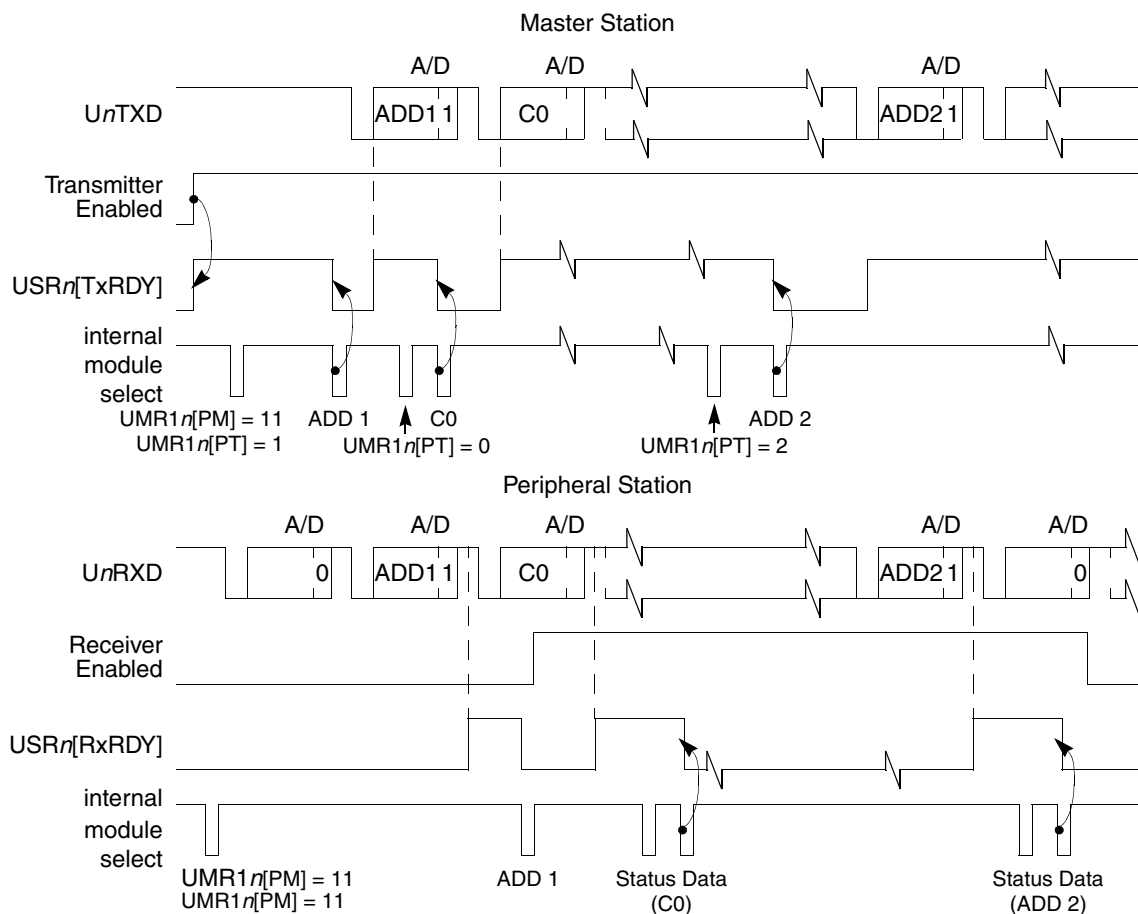 Master Station
A/D A/D A/D
UnTXD ADD1 1 C0 ADD2 1
Transmitter
Enabled
USRn[TxRDY]
internal
module
select
UMR1n[PM] = 11 ADD 1 C0 ADD 2
UMR1n[PT] = 1 UMR1n[PT] = 0 UMR1n[PT] = 2
Peripheral Station
A/D A/D A/D A/D A/D
UnRXD 0 ADD1 1 C0 ADD2 1 0
Receiver
Enabled
USRn[RxRDY]
internal
module
select
UMR1n[PM] = 11 ADD 1 Status Data Status Data
UMR1n[PM] = 11 (C0) (ADD 2)